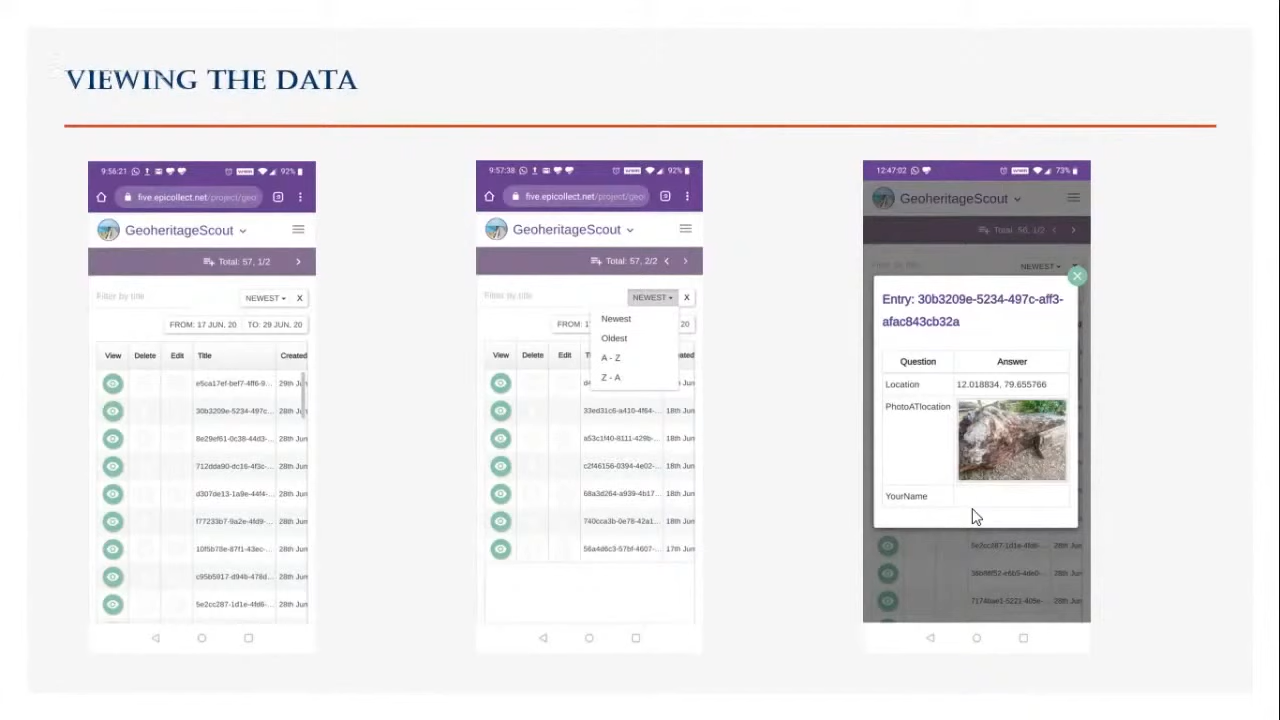 VIEWING THE DATA
9:56:21
92%
five.epicollect.net/project/geo
GeoheritageScout
Total: 57, 1/2
Filter by title
NEWEST
X
FROM: 17 JUN, 20
TO: 29 JUN, 20
View Delete Edit Title Created
e5ca17ef-bef7-4ff6-9... 29th Jun
30b3209e-5234-497c... 28th Jun
8e29ef61-0c38-44d3-... 28th Jun
712dda90-dc16-4f3c-... 28th Jun
d307de13-1a9e-44f4-... 28th Jun
f77233b7-9a2e-4fd9-... 28th Jun
10f5b78e-87f1-43ec-... 28th Jun
c95b5917-d94b-478d... 28th Jun
5e2cc287-1d1e-4fd6-... 28th Jun
9:57:38
92%
five.epicollect.net/project/geo
GeoheritageScout
Total: 57, 2/2
Filter by title
NEWEST
X
Newest
Oldest
A - Z
Z - A
FROM: 1
20
View Delete Edit
33ed31c6-a416-4f64-... 18th Jun
a53c1f40-8111-429b-... 18th Jun
c2f46156-0394-4e02-... 18th Jun
68a3d264-a939-4b17... 18th Jun
740cca3b-0e78-42a1... 18th Jun
56a4d6c3-57bf-4607-... 17th Jun
12:47:02
73%
GeoheritageScout
Total: 56, 1/2
Filter by title
NEWEST
Entry: 30b3209e-5234-497c-aff3-
afac843cb32a
Question Answer
Location 12.018834, 79.655766
PhotoATlocation
YourName
5e2cc287-1d1e-4fd6-... 28th Jun
28th Jun
28th Jun